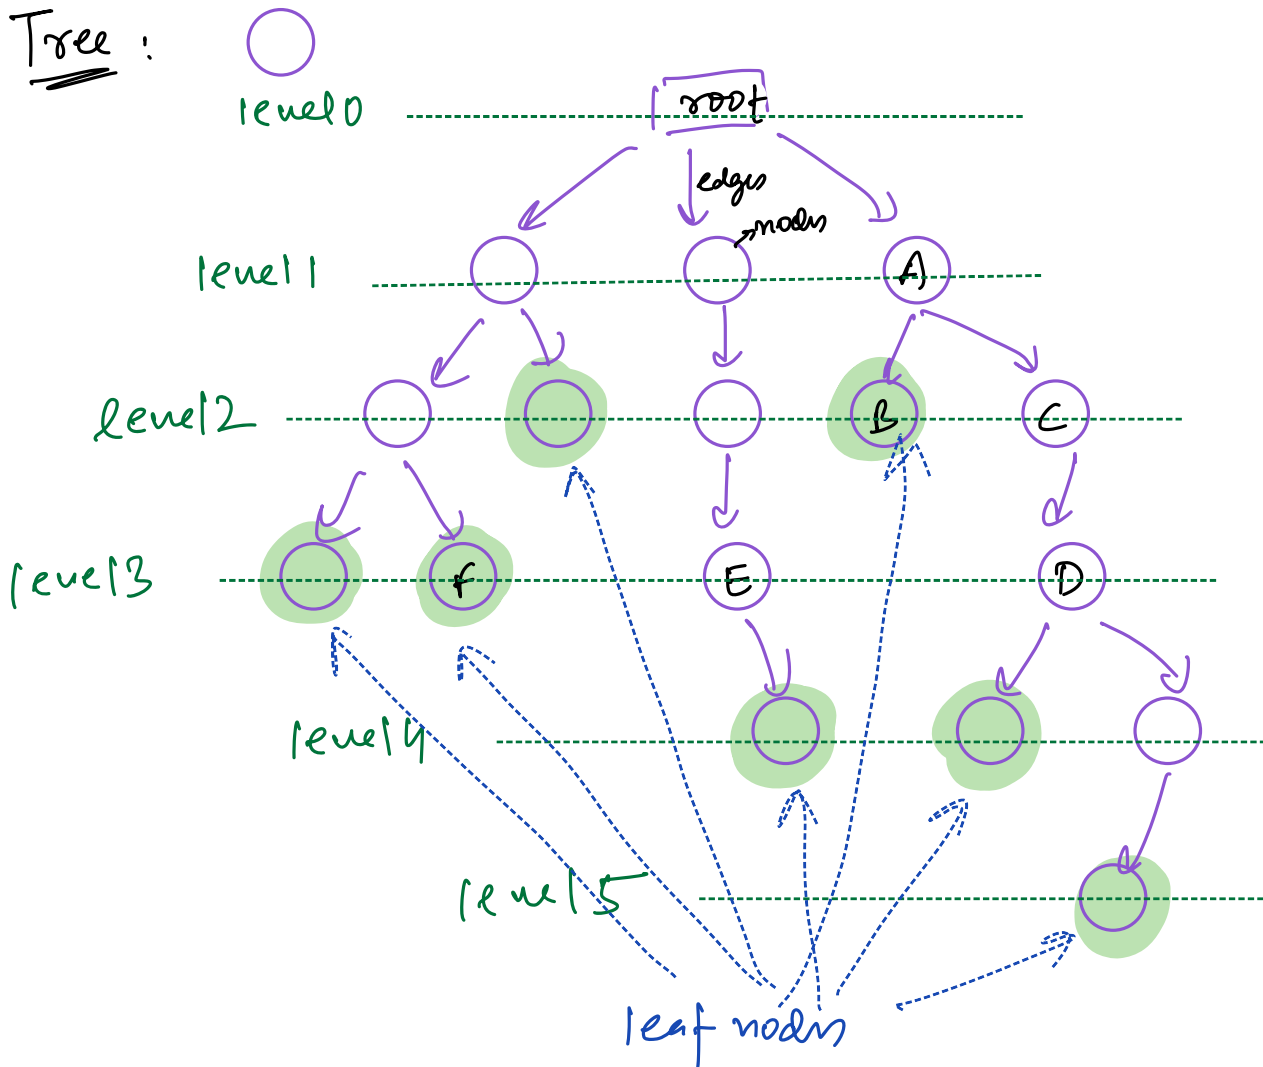 Tree :
level 0
root
edges
nodes
level 1
A
level 2
B
C
level 3
F
E
D
level 4
level 5
leaf nodes